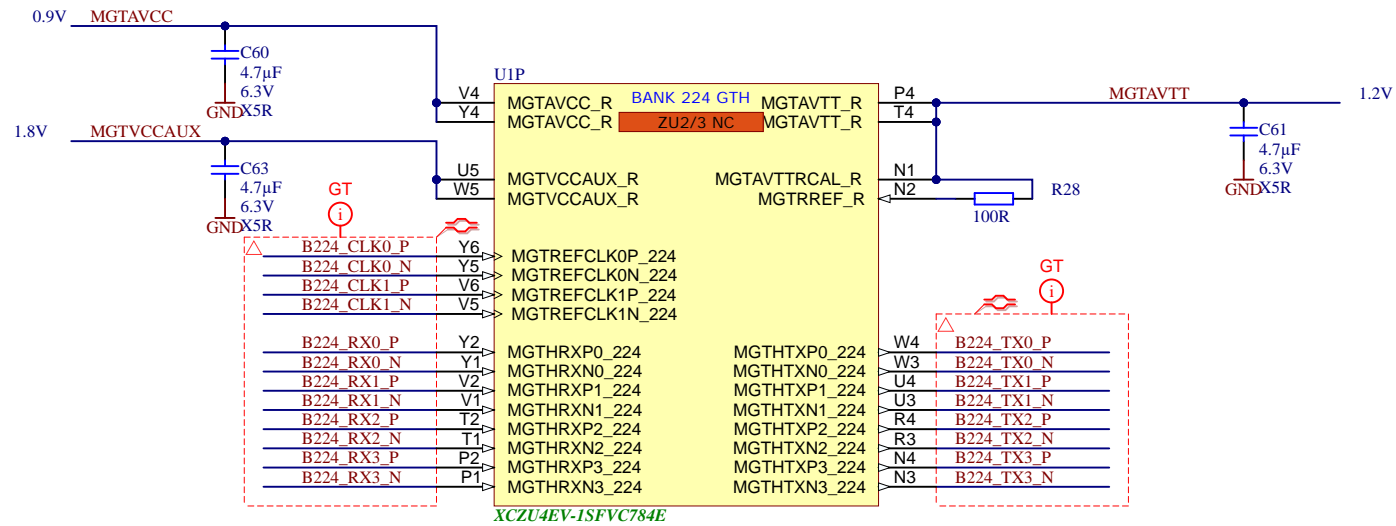 0.9V
MGTAVCC
C60
4.7µF
6.3V
X5R
GND
1.8V
MGTVCCAUX
C63
4.7µF
6.3V
X5R
GND
U1P
BANK 224 GTH
ZU2/3 NC
V4 MGTAVCC_R
Y4 MGTAVCC_R
U5 MGTVCCAUX_R
W5 MGTVCCAUX_R
MGTAVTT_R P4
MGTAVTT_R T4
MGTAVTTRCAL_R N1
MGTRREF_R N2
MGTAVTT
1.2V
C61
4.7µF
6.3V
X5R
GND
R28
100R
GT
i
B224_CLK0_P Y6 MGTREFCLK0P_224
B224_CLK0_N Y5 MGTREFCLK0N_224
B224_CLK1_P V6 MGTREFCLK1P_224
B224_CLK1_N V5 MGTREFCLK1N_224
B224_RX0_P Y2 MGTHRXP0_224
B224_RX0_N Y1 MGTHRXN0_224
B224_RX1_P V2 MGTHRXP1_224
B224_RX1_N V1 MGTHRXN1_224
B224_RX2_P T2 MGTHRXP2_224
B224_RX2_N T1 MGTHRXN2_224
B224_RX3_P P2 MGTHRXP3_224
B224_RX3_N P1 MGTHRXN3_224
GT
i
MGTHTXP0_224 W4 B224_TX0_P
MGTHTXN0_224 W3 B224_TX0_N
MGTHTXP1_224 U4 B224_TX1_P
MGTHTXN1_224 U3 B224_TX1_N
MGTHTXP2_224 R4 B224_TX2_P
MGTHTXN2_224 R3 B224_TX2_N
MGTHTXP3_224 N4 B224_TX3_P
MGTHTXN3_224 N3 B224_TX3_N
XCZU4EV-1SFVC784E